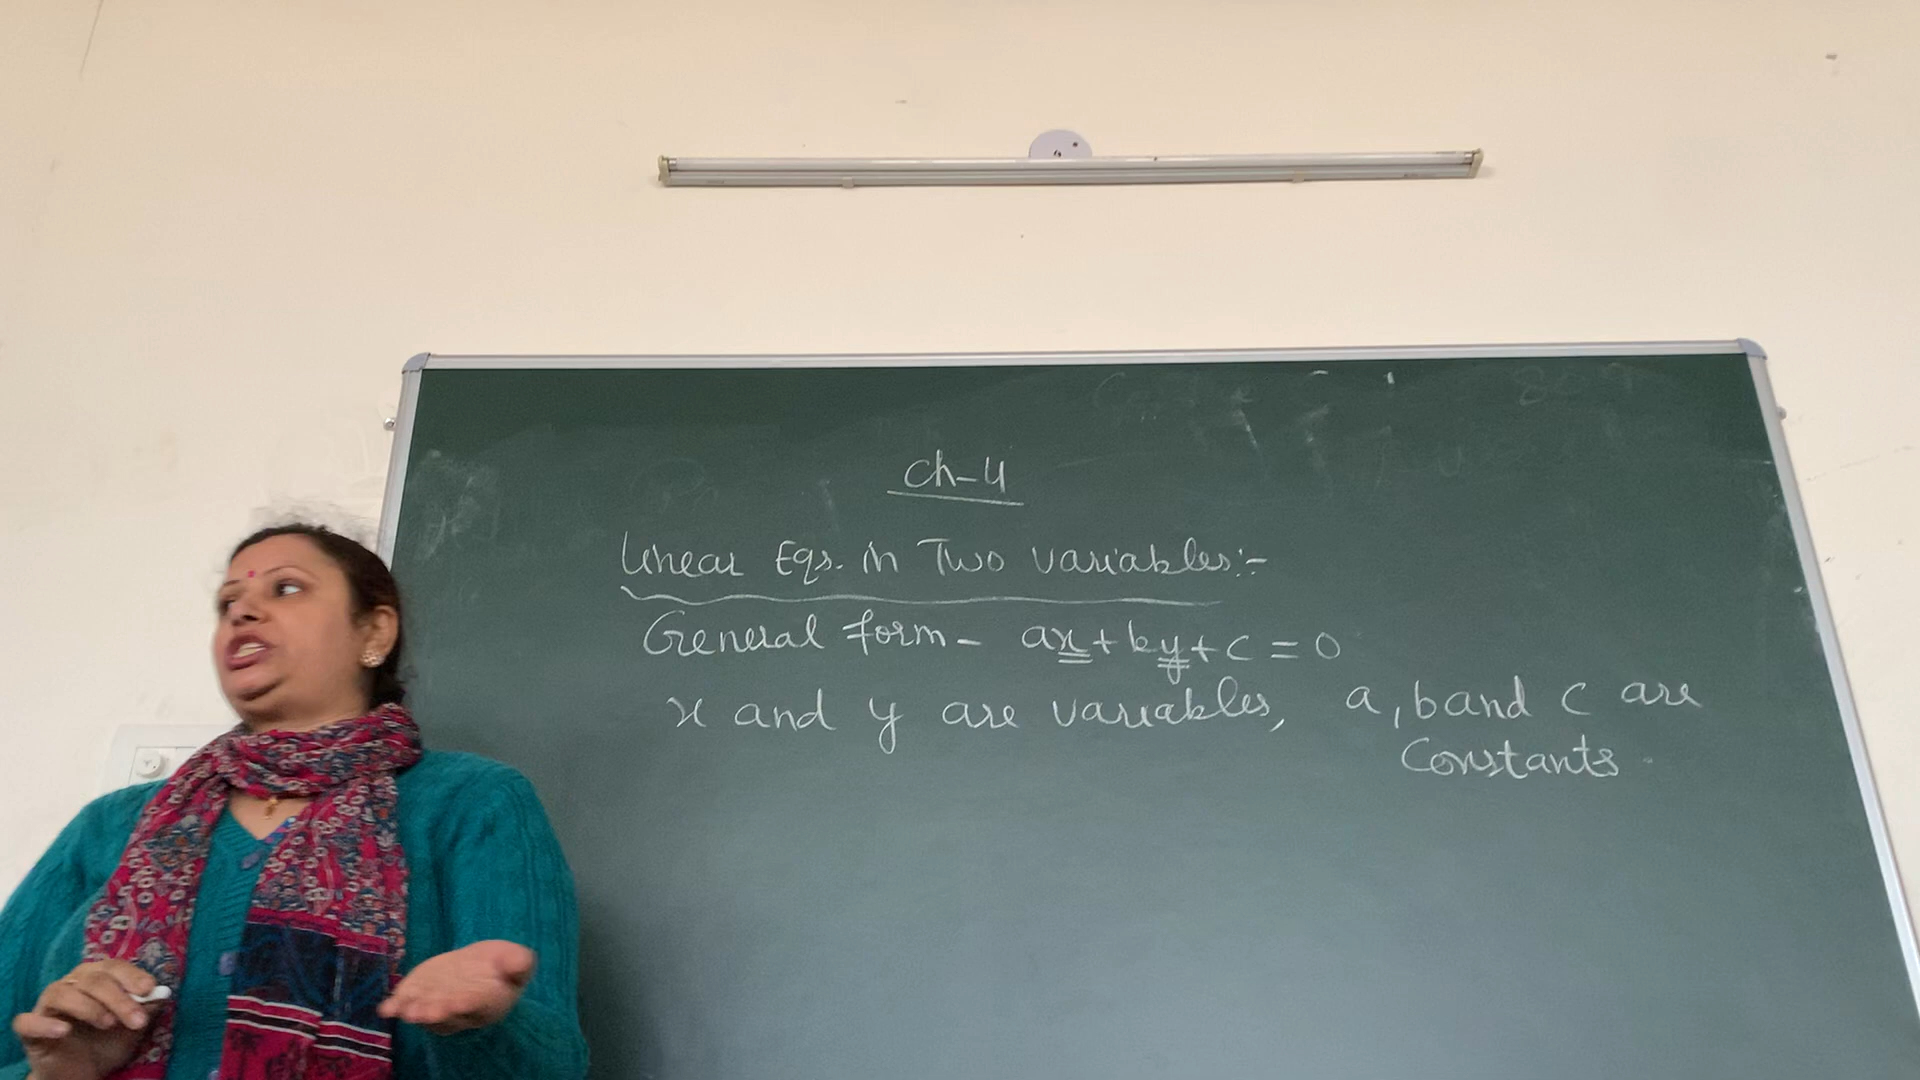 Ch-4
Linear Eqs. in Two variables:-
General form - ax + by + c = 0
x and y are variables, a, b and c are
Constants.